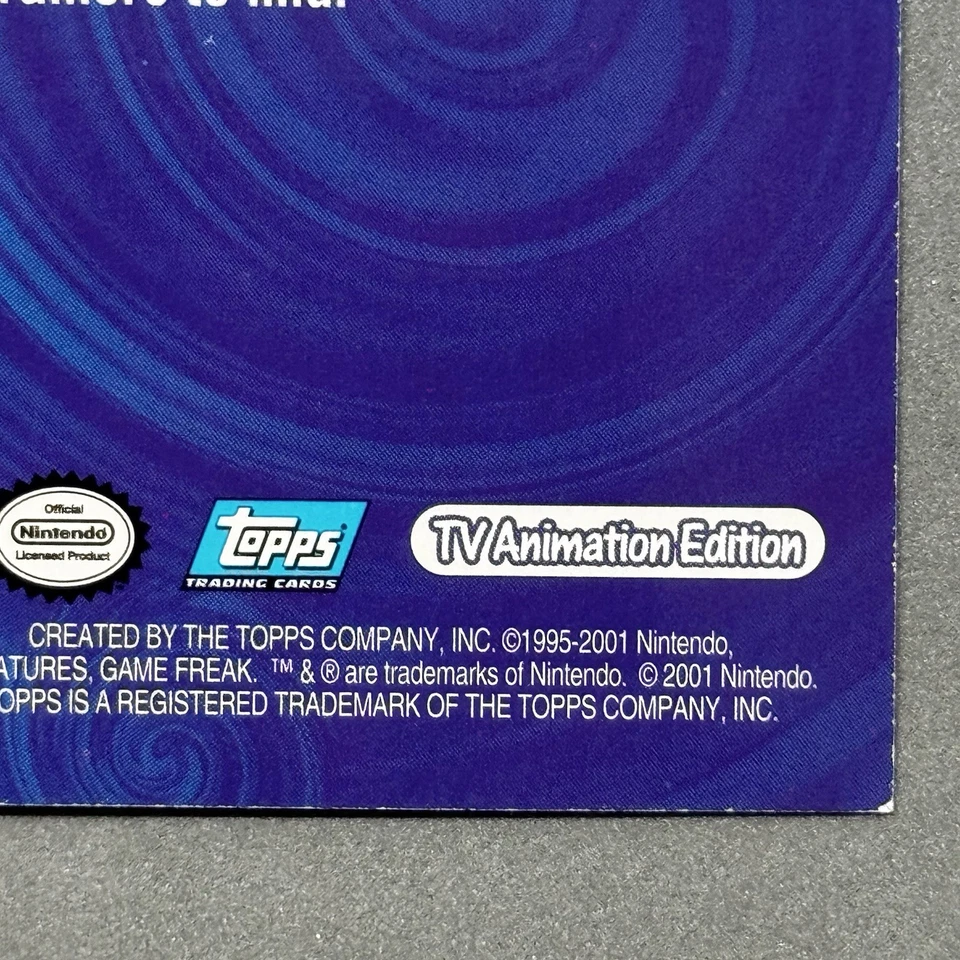 to find.
Official
Nintendo
Licensed Product
topps®
TRADING CARDS
TV Animation Edition
CREATED BY THE TOPPS COMPANY, INC. ©1995-2001 Nintendo,
ATURES, GAME FREAK. ™ & ® are trademarks of Nintendo. © 2001 Nintendo.
OPPS IS A REGISTERED TRADEMARK OF THE TOPPS COMPANY, INC.